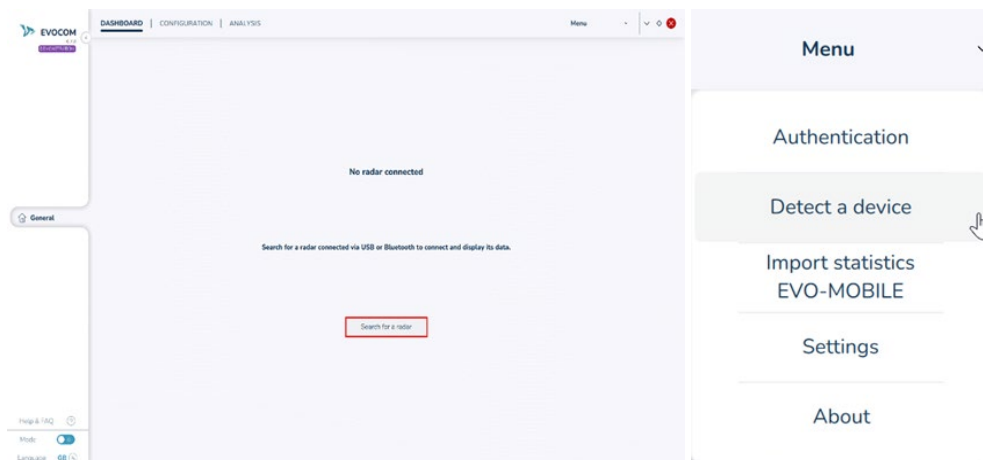 EVOCOM
DASHBOARD | CONFIGURATION | ANALYSIS
Menu
No radar connected
General
Search for a radar connected via USB or Bluetooth to connect and display its data.
Search for a radar
Help & FAQ
Mode
Language GB
Menu
Authentication
Detect a device
Import statistics
EVO-MOBILE
Settings
About